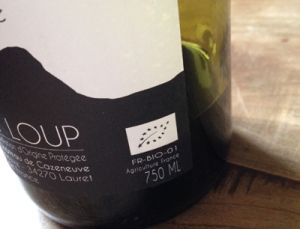 LOUP
d'Origine Protégée
de Cazeneuve
34270 Lauret
FR-BIO-01
Agriculture France
750 ML